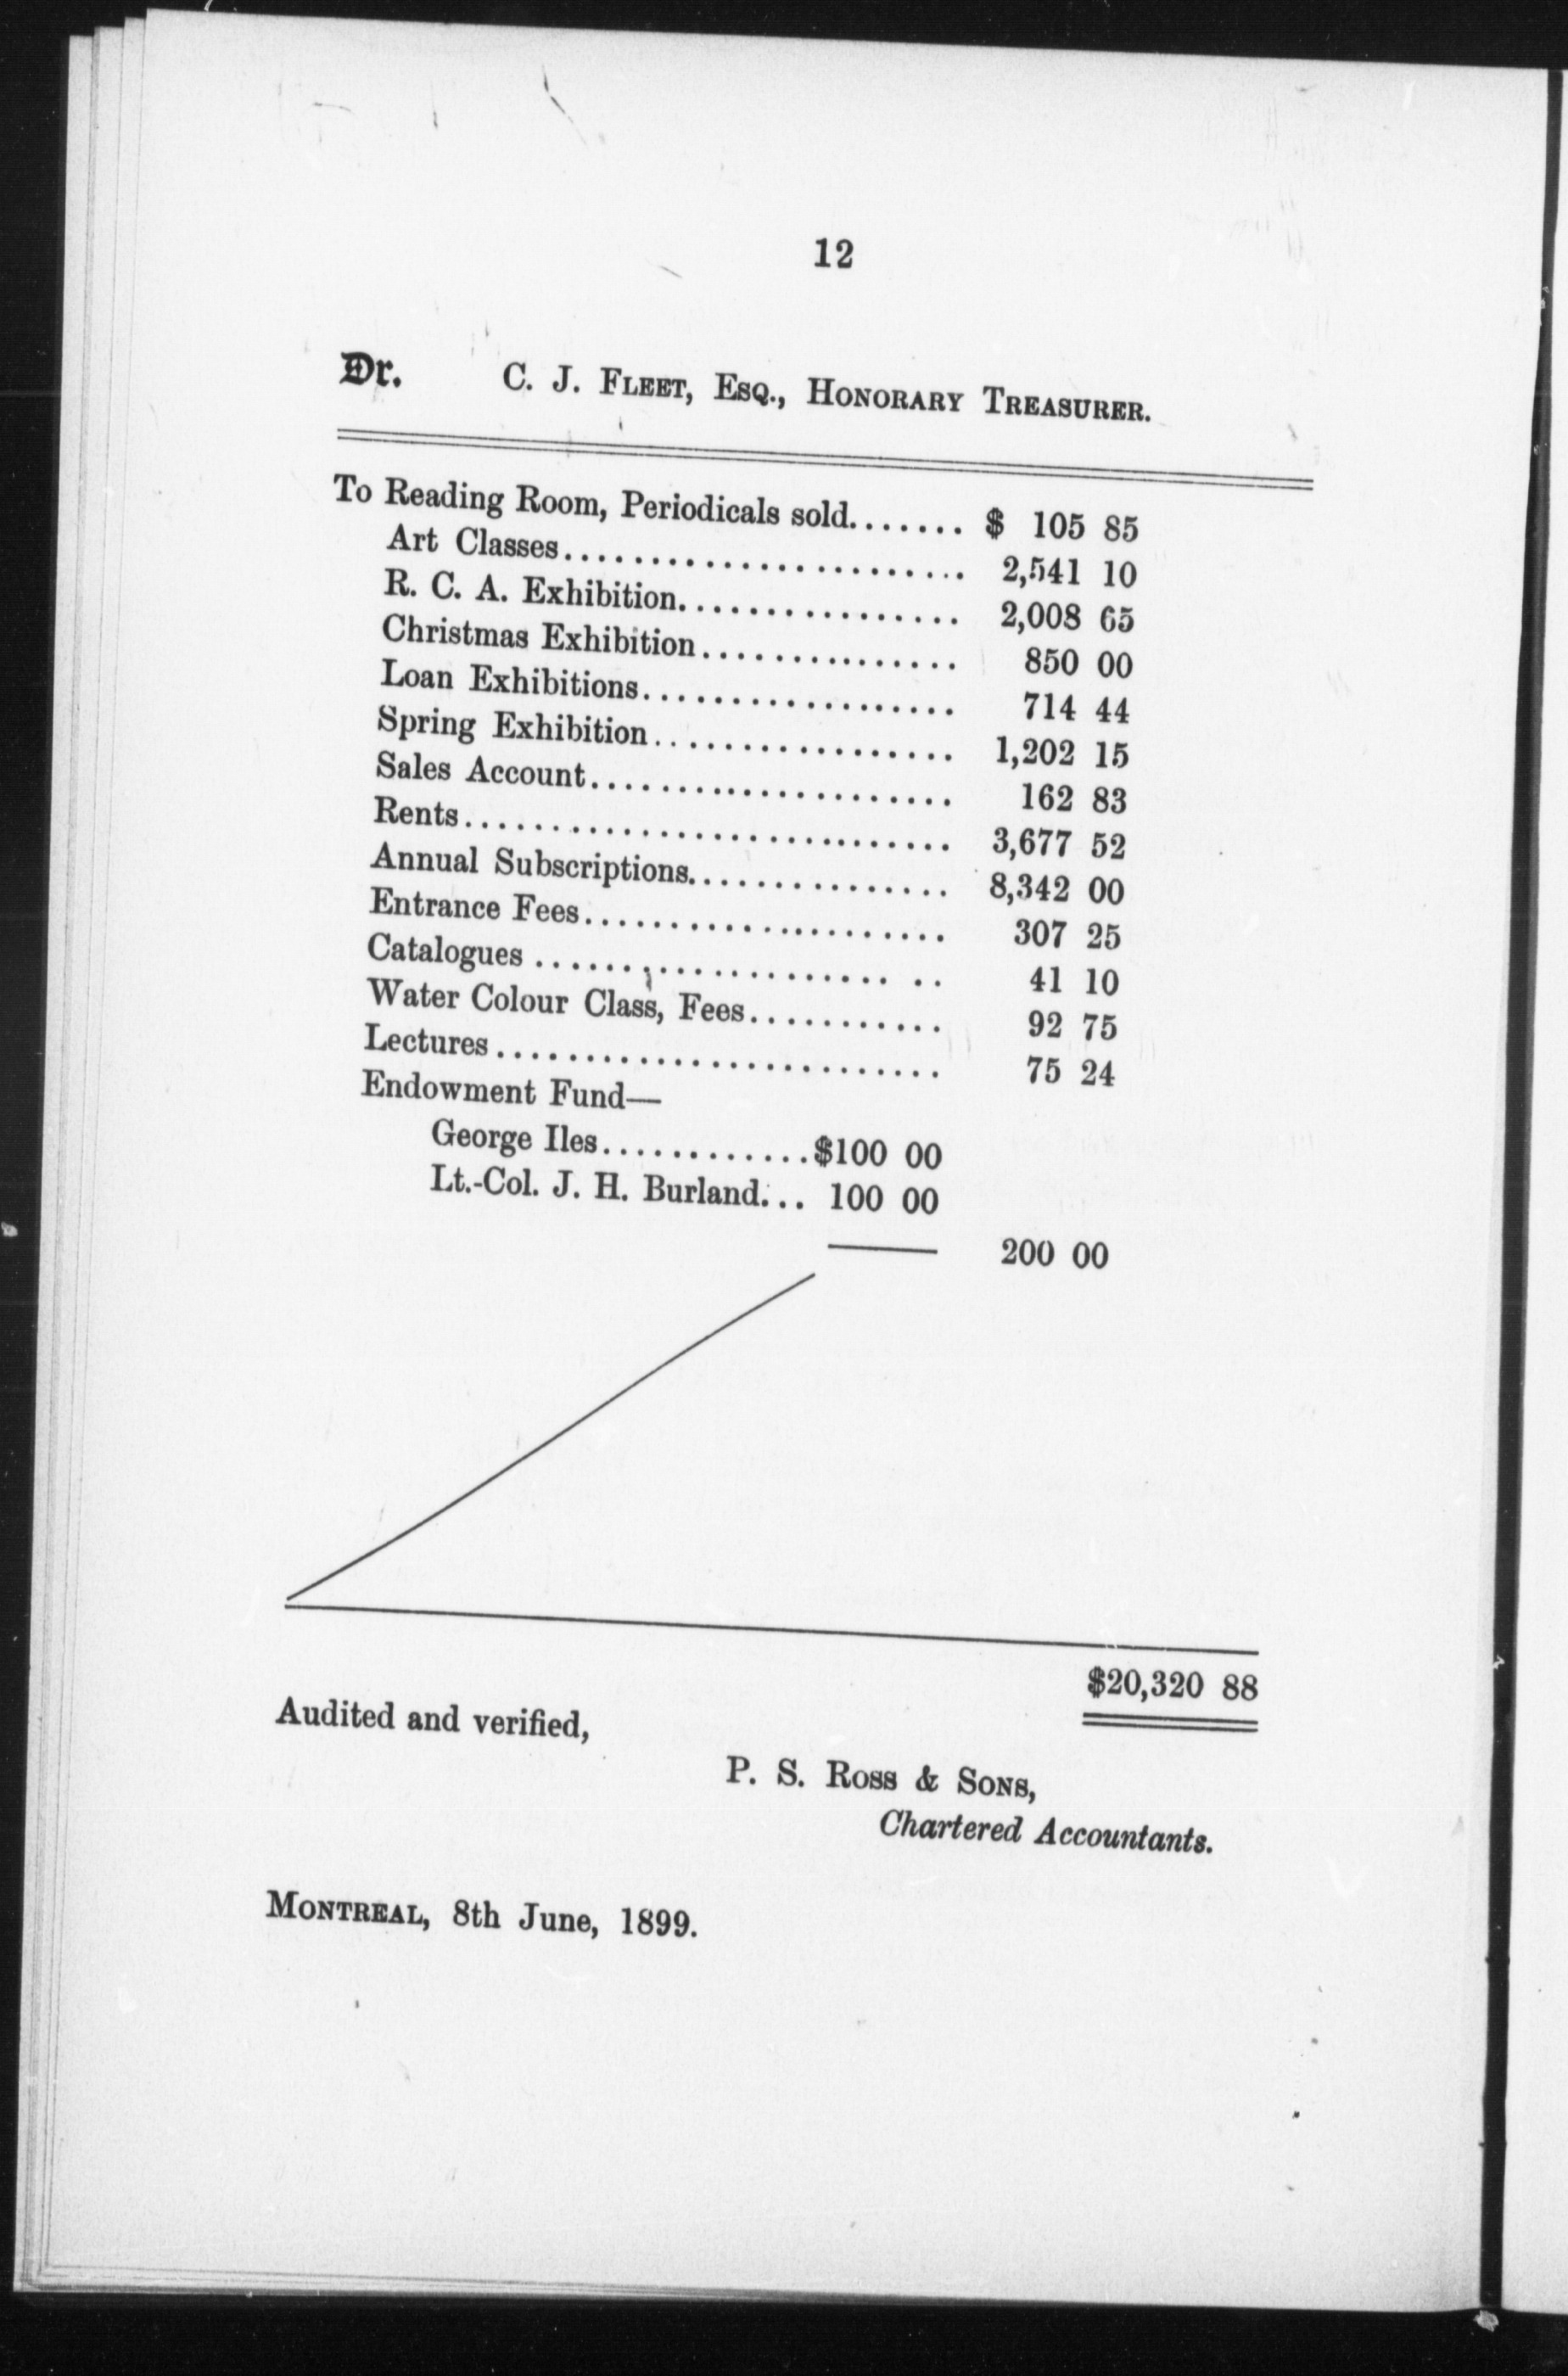 12
Dr. C. J. FLEET, ESQ., HONORARY TREASURER.
To Reading Room, Periodicals sold....... $ 105 85
Art Classes............................ 2,541 10
R. C. A. Exhibition.................... 2,008 65
Christmas Exhibition............... 850 00
Loan Exhibitions................... 714 44
Spring Exhibition.................. 1,202 15
Sales Account...................... 162 83
Rents.............................. 3,677 52
Annual Subscriptions............... 8,342 00
Entrance Fees...................... 307 25
Catalogues ...................... .. 41 10
Water Colour Class, Fees............ 92 75
Lectures........................... 75 24
Endowment Fund—
George Iles.............$100 00
Lt.-Col. J. H. Burland... 100 00
200 00
$20,320 88
Audited and verified,
P. S. ROSS & SONS,
Chartered Accountants.
MONTREAL, 8th June, 1899.